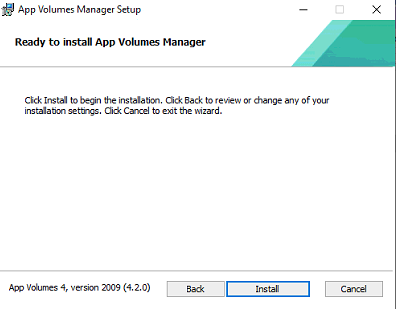 App Volumes Manager Setup
Ready to install App Volumes Manager
Click Install to begin the installation. Click Back to review or change any of your
installation settings. Click Cancel to exit the wizard.
App Volumes 4, version 2009 (4.2.0)
Back
Install
Cancel